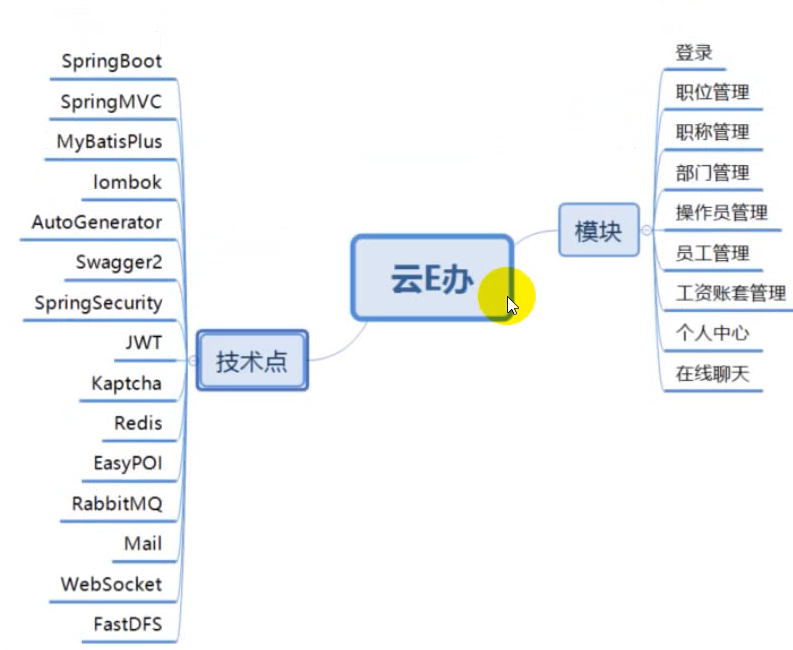 云E办
技术点
SpringBoot
SpringMVC
MyBatisPlus
lombok
AutoGenerator
Swagger2
SpringSecurity
JWT
Kaptcha
Redis
EasyPOI
RabbitMQ
Mail
WebSocket
FastDFS
模块
登录
职位管理
职称管理
部门管理
操作员管理
员工管理
工资账套管理
个人中心
在线聊天